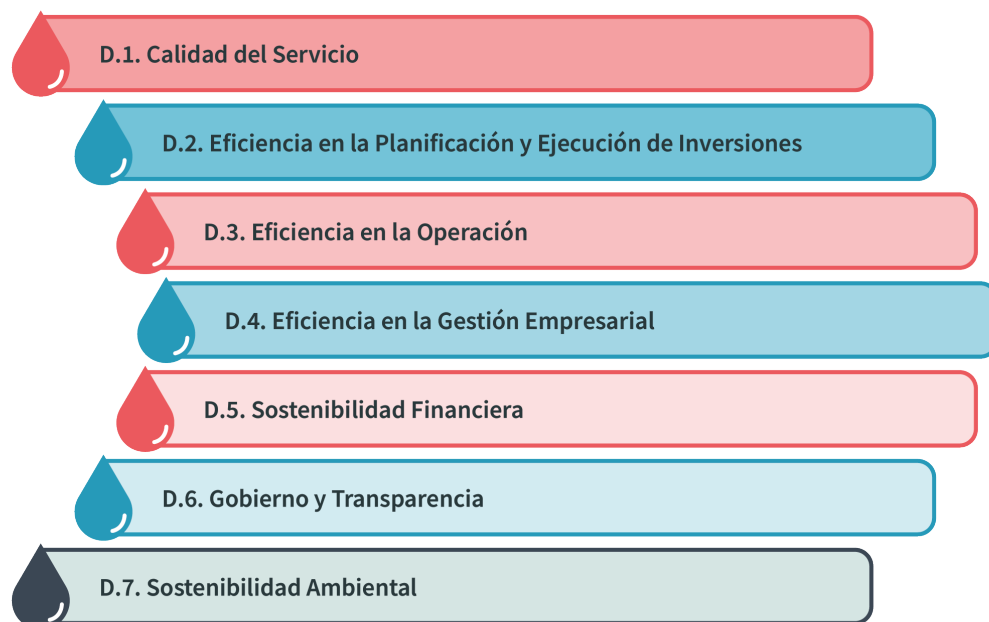 D.1. Calidad del Servicio
D.2. Eficiencia en la Planificación y Ejecución de Inversiones
D.3. Eficiencia en la Operación
D.4. Eficiencia en la Gestión Empresarial
D.5. Sostenibilidad Financiera
D.6. Gobierno y Transparencia
D.7. Sostenibilidad Ambiental